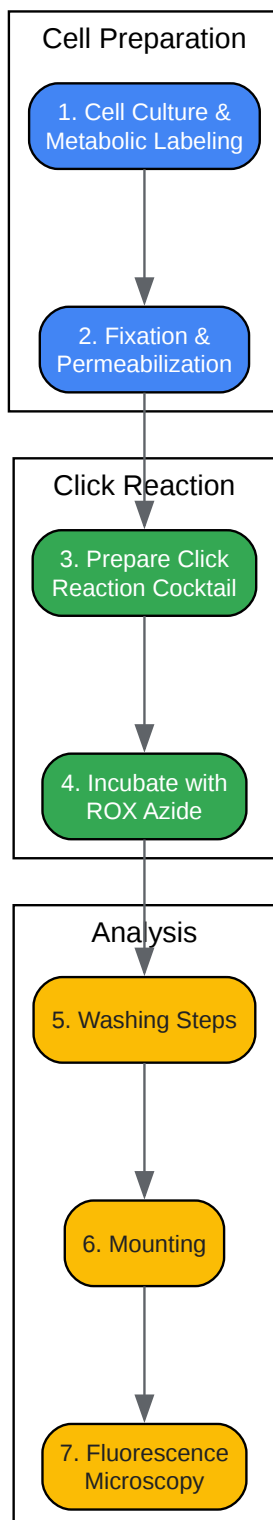 Cell Preparation
1. Cell Culture &
Metabolic Labeling
2. Fixation &
Permeabilization
Click Reaction
3. Prepare Click
Reaction Cocktail
4. Incubate with
ROX Azide
Analysis
5. Washing Steps
6. Mounting
7. Fluorescence
Microscopy